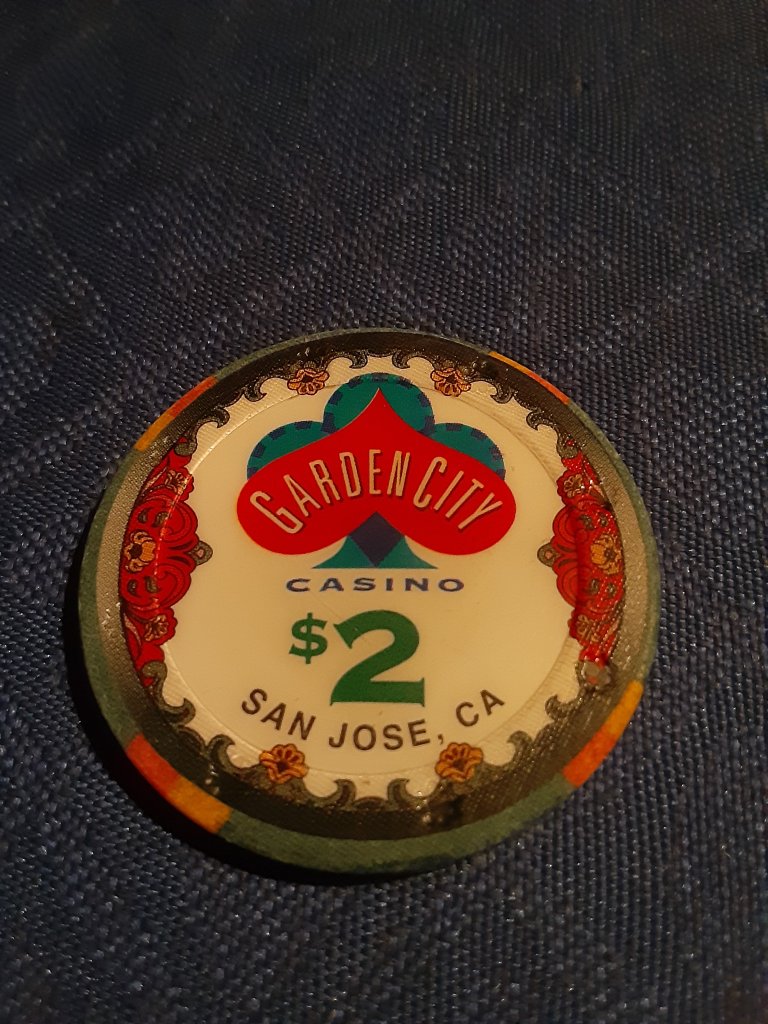 GARDEN CITY
CASINO
$2
SAN JOSE, CA